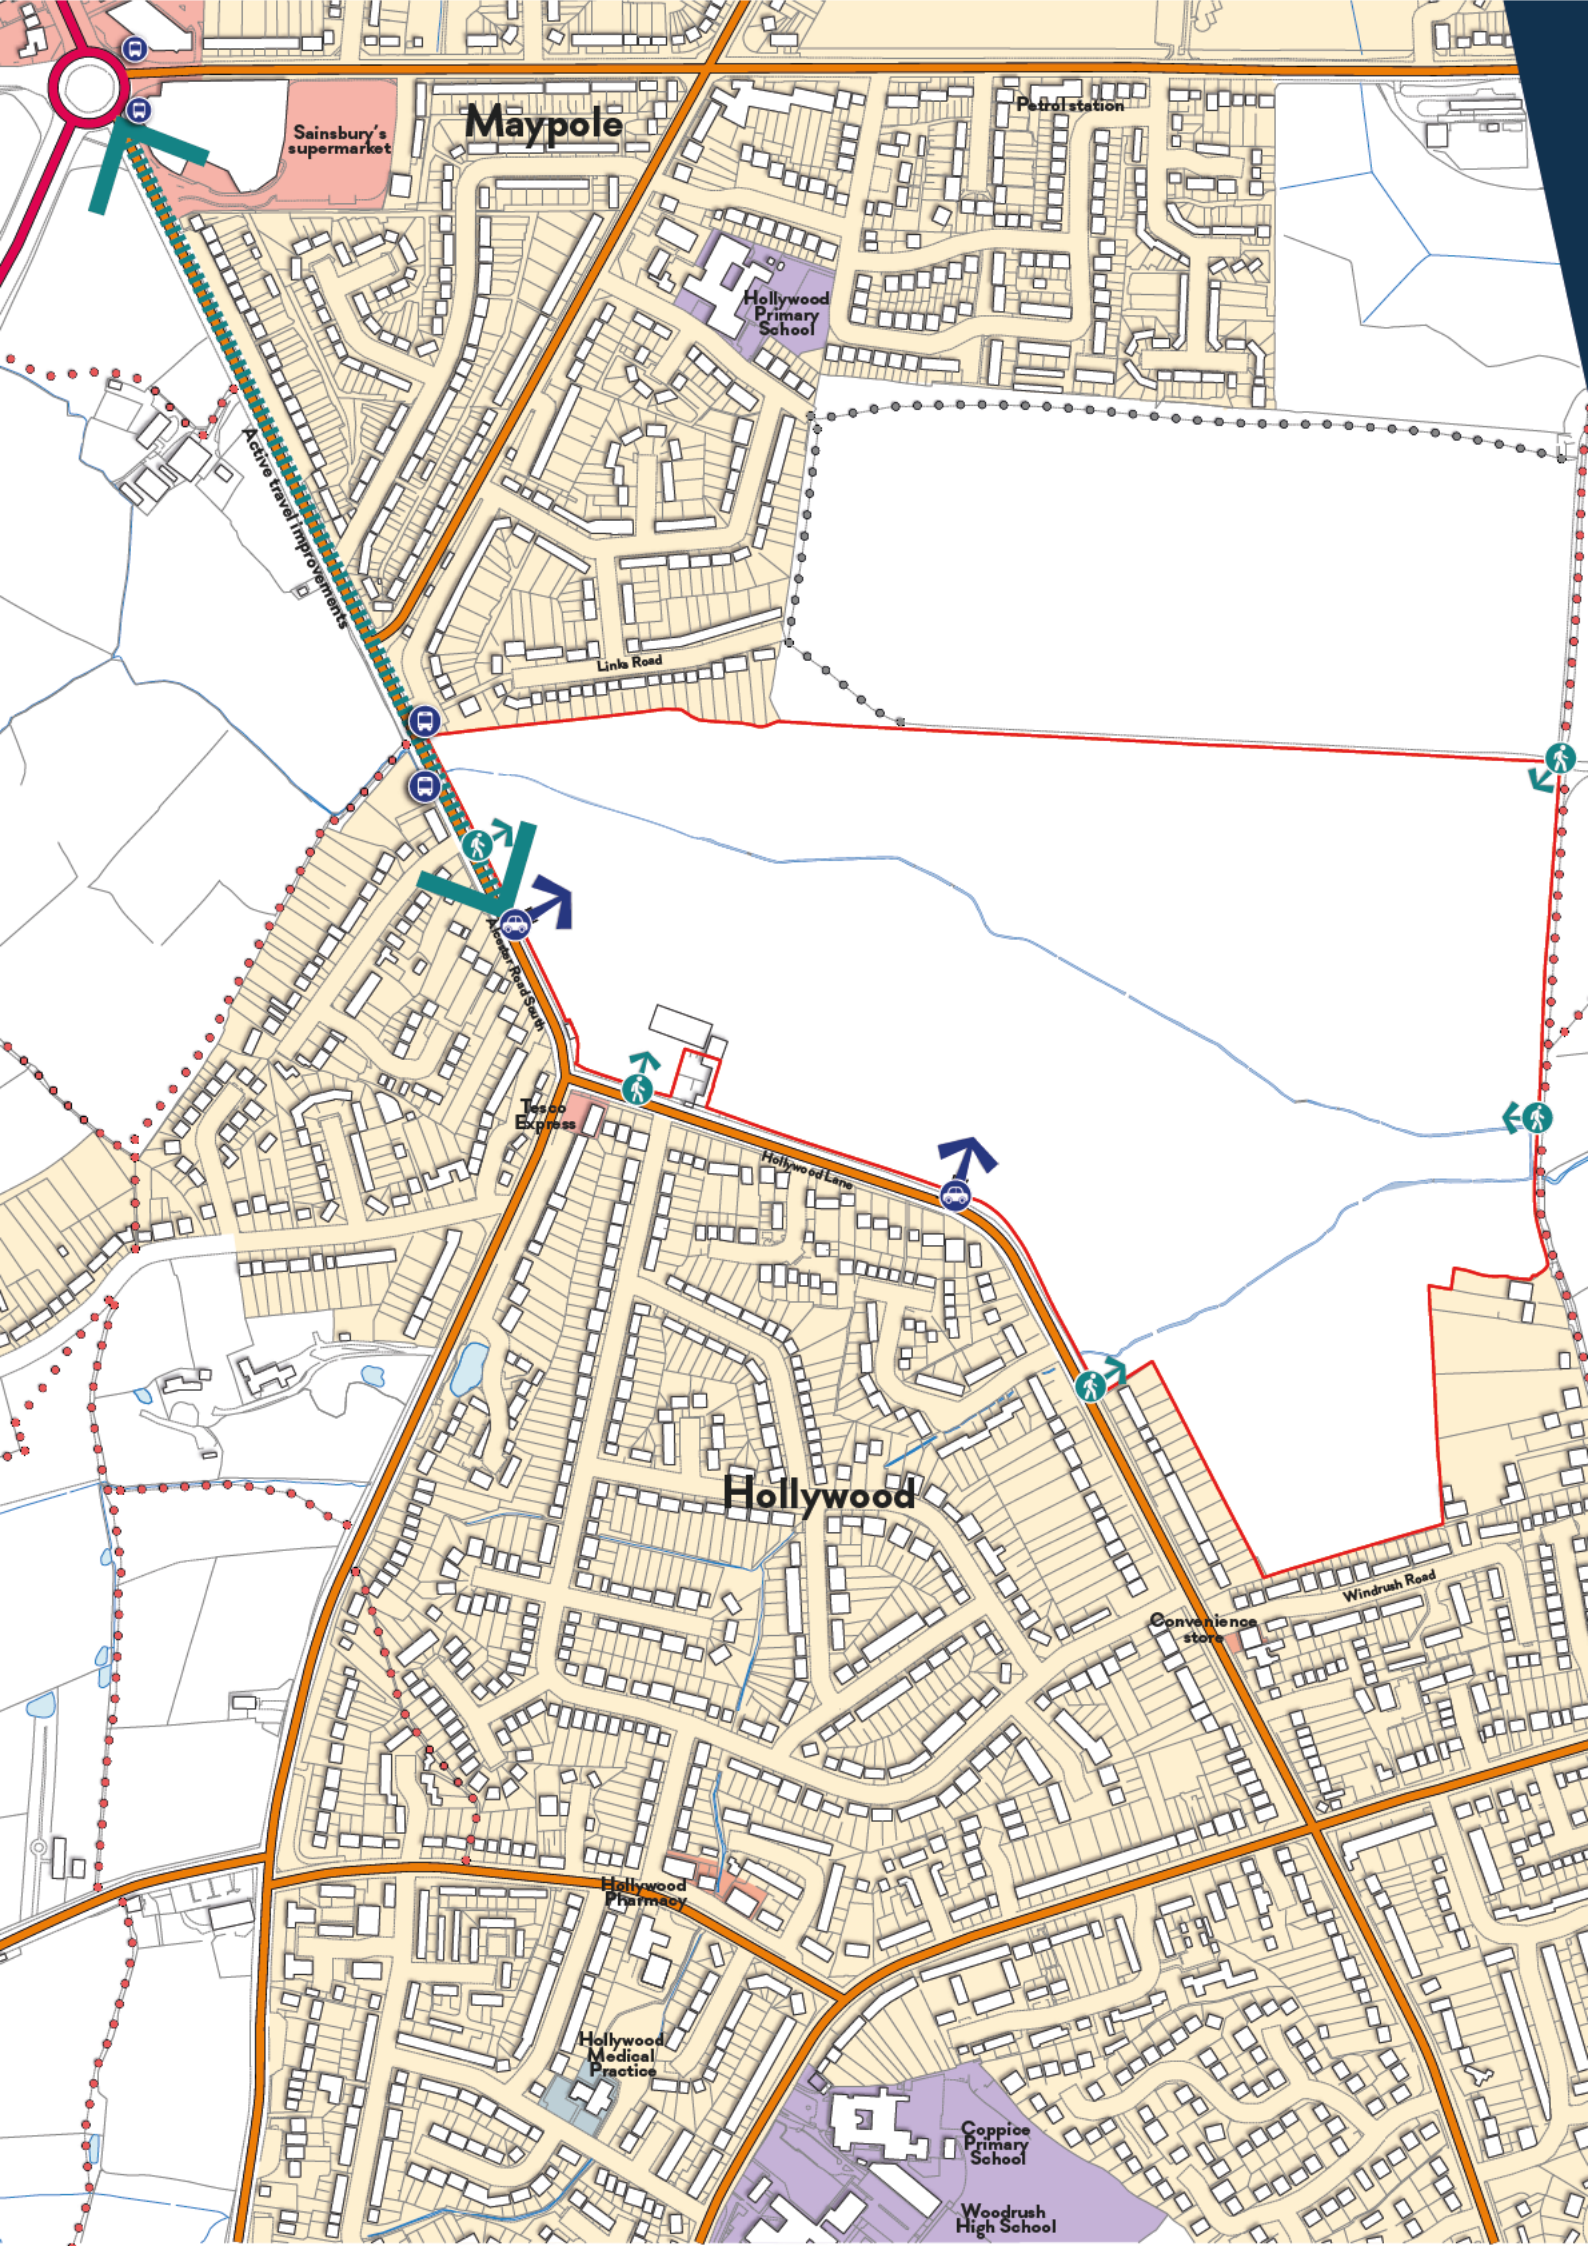 Maypole
Petrol station
Sainsbury's
supermarket
Hollywood
Primary
School
Active travel improvements
Links Road
Alcester Road South
Tesco
Express
Hollywood Lane
Hollywood
Windrush Road
Convenience
store
Hollywood
Pharmacy
Hollywood
Medical
Practice
Coppice
Primary
School
Woodrush
High School